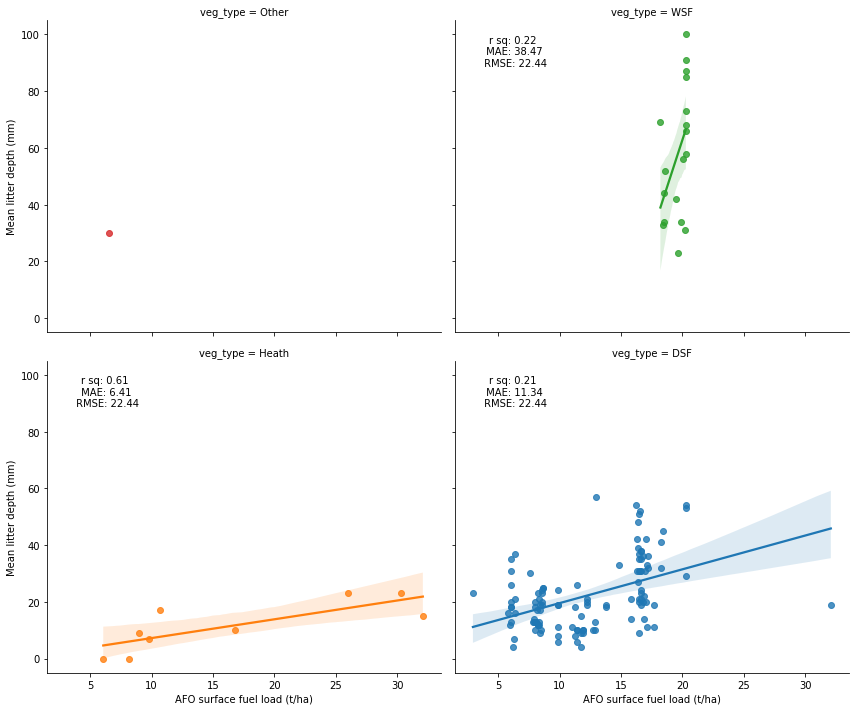 veg_type = Other
100
80
60
40
20
0
Mean litter depth (mm)
veg_type = WSF
r sq: 0.22
MAE: 38.47
RMSE: 22.44
veg_type = Heath
r sq: 0.61
MAE: 6.41
RMSE: 22.44
100
80
60
40
20
0
Mean litter depth (mm)
5 10 15 20 25 30
AFO surface fuel load (t/ha)
veg_type = DSF
r sq: 0.21
MAE: 11.34
RMSE: 22.44
5 10 15 20 25 30
AFO surface fuel load (t/ha)